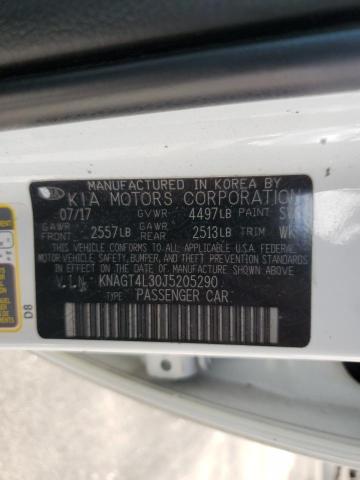 MANUFACTURED IN KOREA BY
KIA MOTORS CORPORATION
07/17 GVWR 4497LB PAINT
GAWR FRONT 2557LB GAWR 2513LB TRIM WK
THIS VEHICLE CONFORMS TO ALL APPLICABLE U.S.A. FEDERAL
MOTOR VEHICLE SAFETY, BUMPER, AND THEFT PREVENTION
STANDARDS IN EFFECT ON THE DATE OF MANUFACTURE SHOWN ABOVE.
V.I.N KNAGT4L30J5205290
PASSENGER CAR
D8